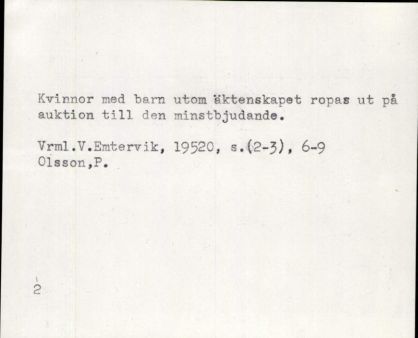 Kvinnor med barn utom äktenskapet ropas ut på
auktion till den minstbjudande.
Vrml.V.Emtervik, 19520, s.(2-3), 6-9
Olsson,P.
2